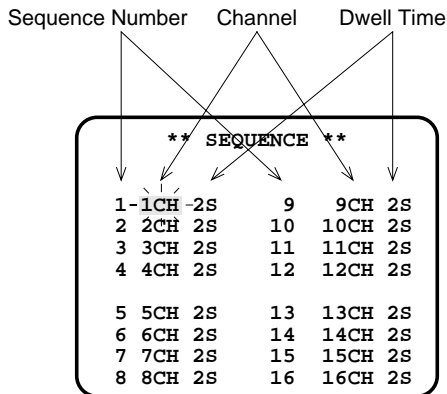 Sequence Number Channel Dwell Time
** SEQUENCE **
1-1CH-2S 9 9CH 2S
2 2CH 2S 10 10CH 2S
3 3CH 2S 11 11CH 2S
4 4CH 2S 12 12CH 2S
5 5CH 2S 13 13CH 2S
6 6CH 2S 14 14CH 2S
7 7CH 2S 15 15CH 2S
8 8CH 2S 16 16CH 2S